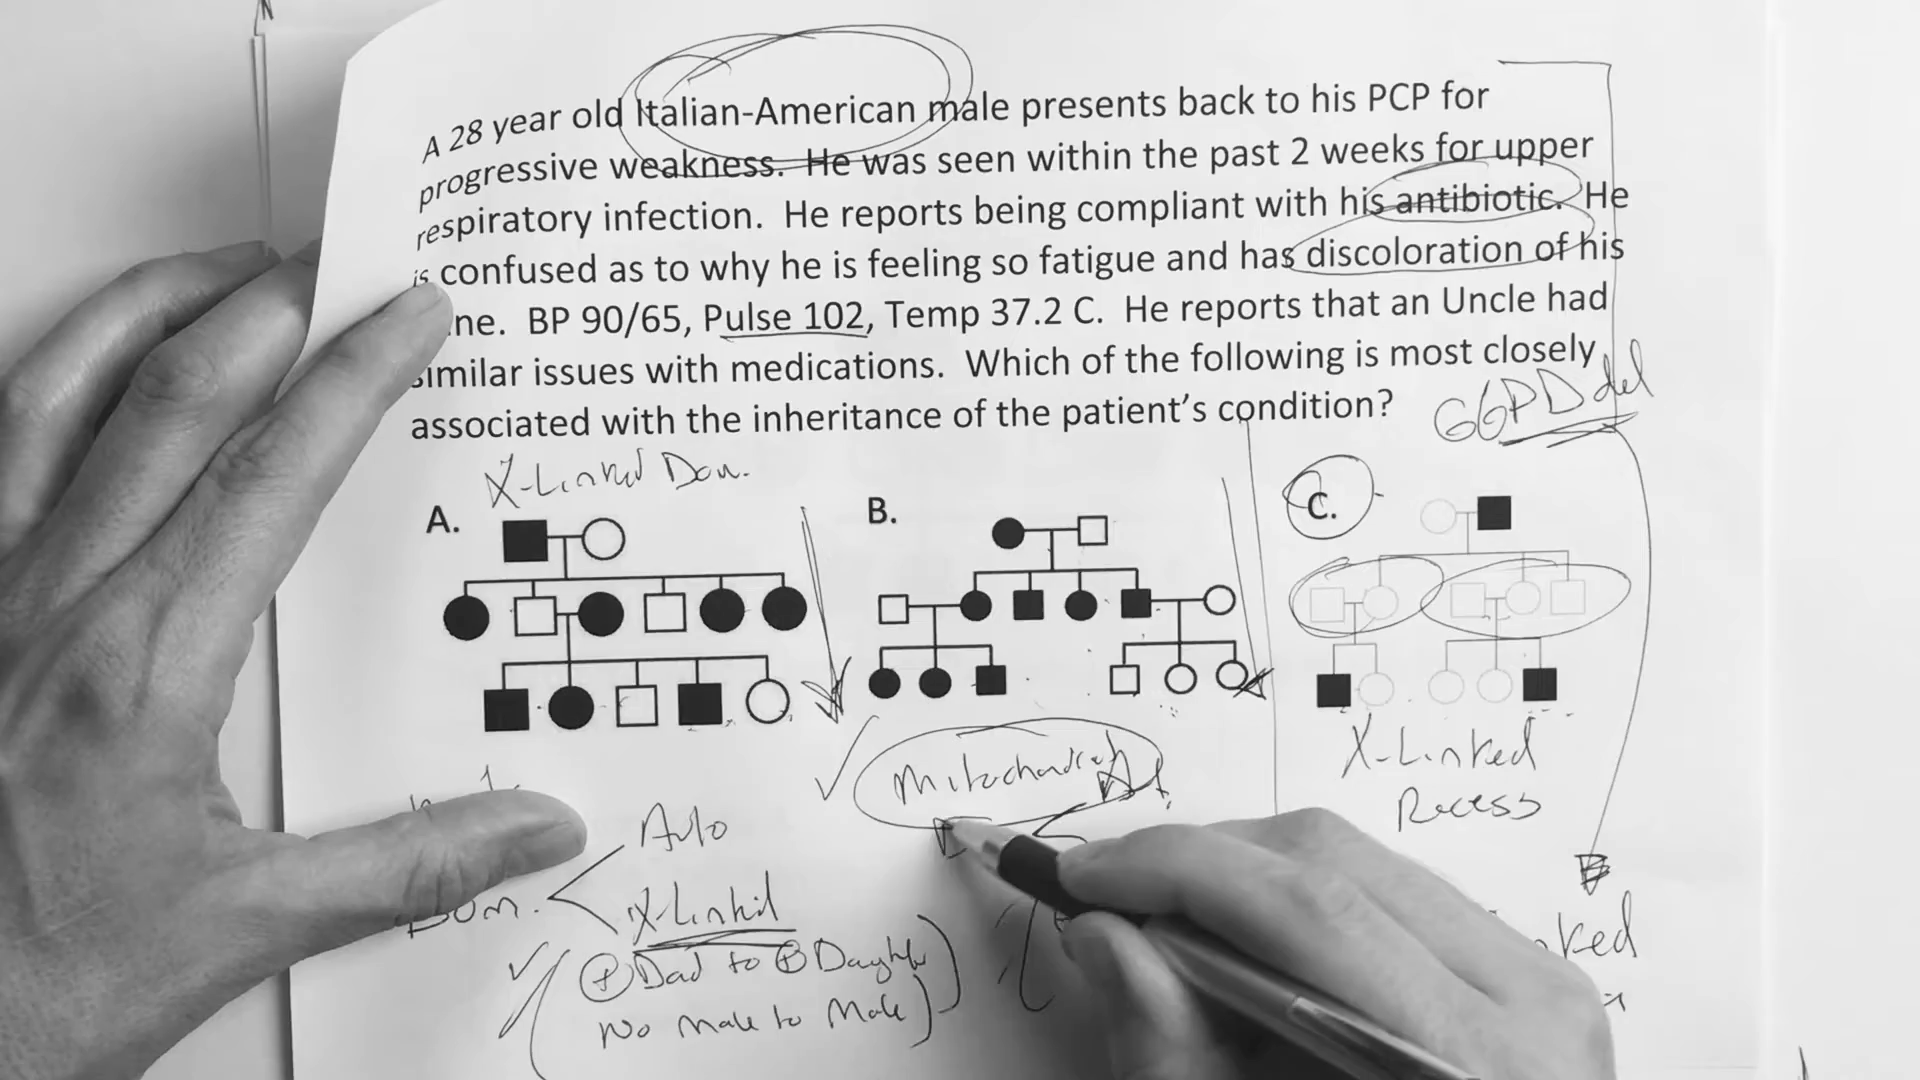 A 28 year old Italian-American male presents back to his PCP for
progressive weakness. He was seen within the past 2 weeks for upper
respiratory infection. He reports being compliant with his antibiotic. He
is confused as to why he is feeling so fatigue and has discoloration of his
ne. BP 90/65, Pulse 102, Temp 37.2 C. He reports that an Uncle had
similar issues with medications. Which of the following is most closely
associated with the inheritance of the patient's condition?
G6PD def
X-Linked Dom.
A.
B.
C.
Mitochondrial
X-Linked
Recess
Auto
Dom.
X-Linked
+ Dad to + Daught
No Male to Male
ked